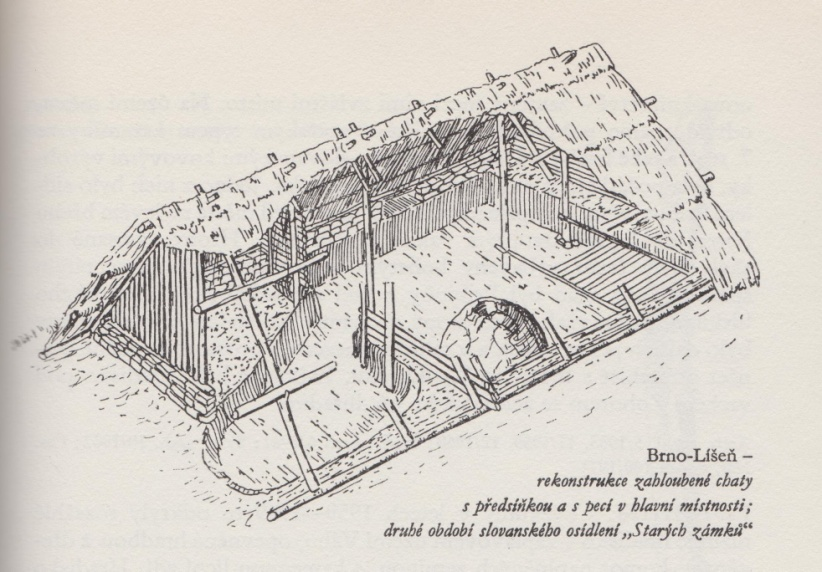 Brno-Líšeň –
rekonstrukce zahloubené chaty
s předsíňkou a s pecí v hlavní místnosti;
druhé období slovanského osídlení „Starých zámků“